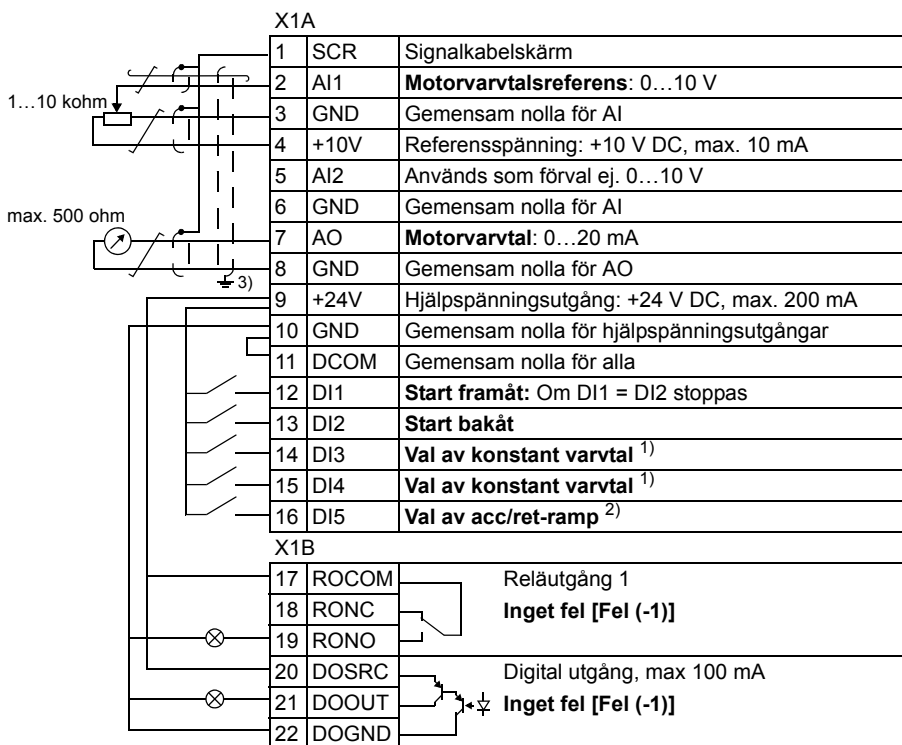 X1A
1 SCR Signalkabelskärm
2 AI1 Motorvarvtalsreferens: 0…10 V
1…10 kohm
3 GND Gemensam nolla för AI
4 +10V Referensspänning: +10 V DC, max. 10 mA
5 AI2 Används som förval ej. 0…10 V
6 GND Gemensam nolla för AI
max. 500 ohm
7 AO Motorvarvtal: 0…20 mA
8 GND Gemensam nolla för AO
3)
9 +24V Hjälpspänningsutgång: +24 V DC, max. 200 mA
10 GND Gemensam nolla för hjälpspänningsutgångar
11 DCOM Gemensam nolla för alla
12 DI1 Start framåt: Om DI1 = DI2 stoppas
13 DI2 Start bakåt
14 DI3 Val av konstant varvtal 1)
15 DI4 Val av konstant varvtal 1)
16 DI5 Val av acc/ret-ramp 2)
X1B
17 ROCOM Reläutgång 1
18 RONC Inget fel [Fel (-1)]
19 RONO
20 DOSRC Digital utgång, max 100 mA
21 DOOUT Inget fel [Fel (-1)]
22 DOGND